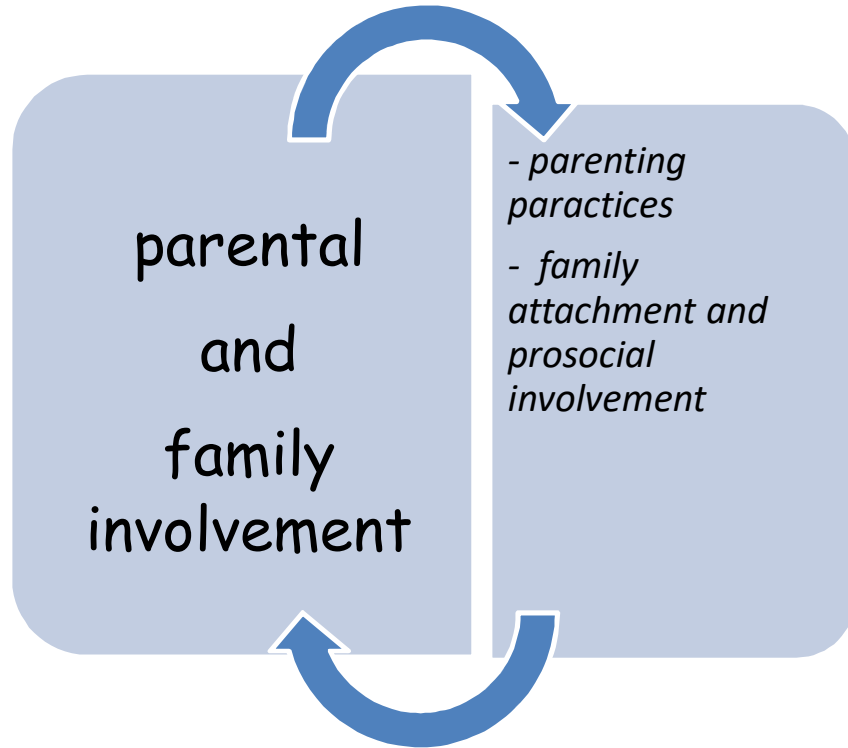 parental
and
family
involvement
- parenting
paractices
- family
attachment and
prosocial
involvement